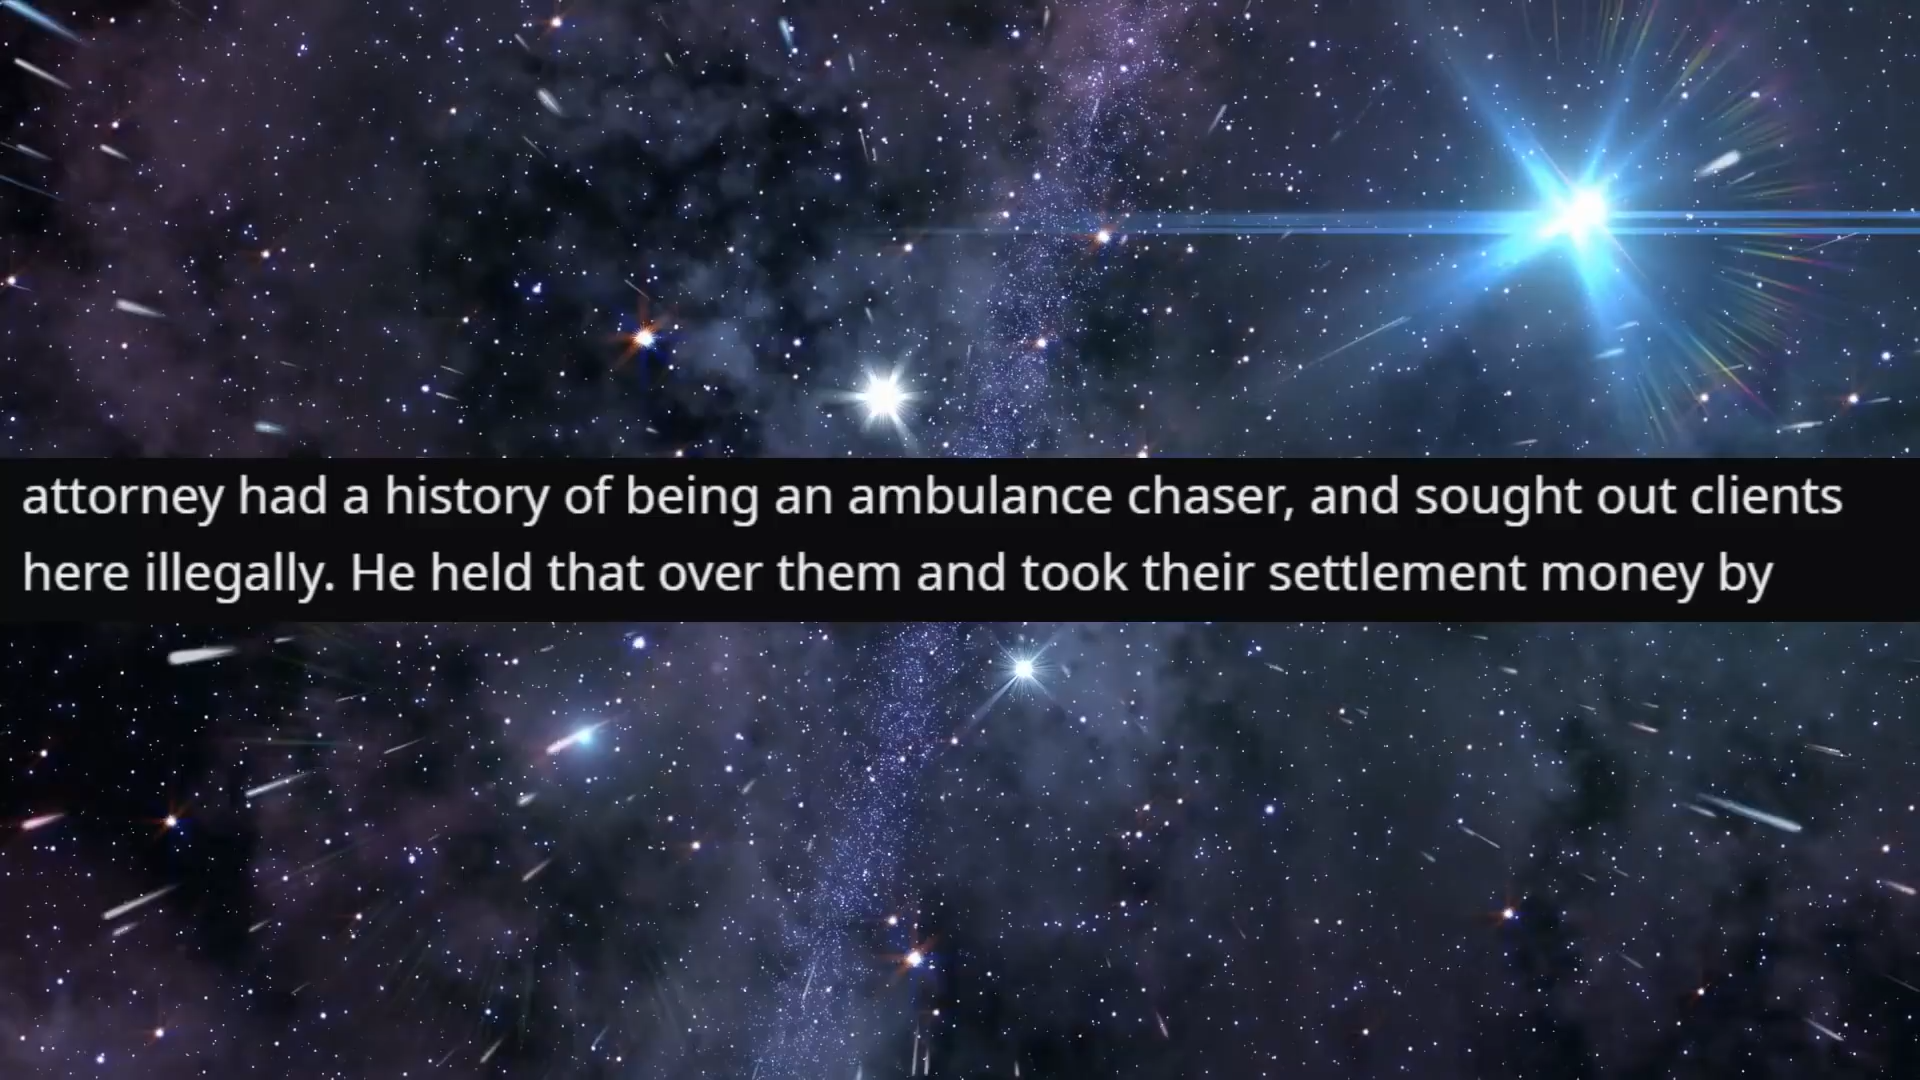 attorney had a history of being an ambulance chaser, and sought out clients
here illegally. He held that over them and took their settlement money by